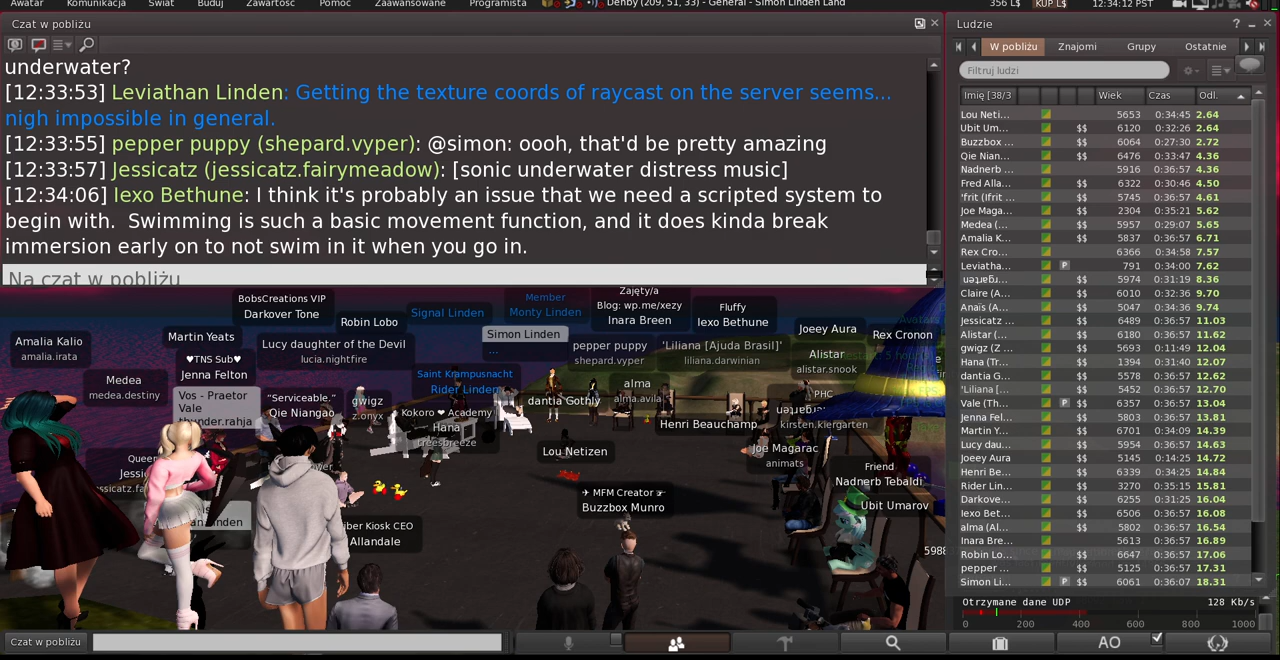 Awatar Komunikacja Świat Buduj Zawartość Pomoc Zaawansowane Programista Denby (209, 51, 33) - General - Simon Linden Land 356 L$ KUP L$ 12:34:12 PST
Czat w pobliżu
underwater?
[12:33:53] Leviathan Linden: Getting the texture coords of raycast on the server seems...
nigh impossible in general.
[12:33:55] pepper puppy (shepard.vyper): @simon: oooh, that'd be pretty amazing
[12:33:57] Jessicatz (jessicatz.fairymeadow): [sonic underwater distress music]
[12:34:06] Iexo Bethune: I think it's probably an issue that we need a scripted system to
begin with.  Swimming is such a basic movement function, and it does kinda break
immersion early on to not swim in it when you go in.
Na czat w pobliżu
BobsCreations VIP
Darkover Tone
Martin Yeats
Amaia Kalio
amalia.irata
Robin Lobo
Signal Linden
Member
Monty Linden
Simon Linden
...
Zajęty/a
Blog: wp.me/xezy
Inara Breen
Fluffy
Iexo Bethune
Joeey Aura
Rex Cronon
Lucy daughter of the Devil
lucia.nightfire
pepper puppy
shepard.vyper
'Liliana [Ajuda Brasil]'
liliana.darwinian
Alistar
alistar.snook
♥TNS Sub♥
Jenna Felton
Medea
medea.destiny
Vos - Praetor
Vale
thunder.rahja
"Serviceable."
Qie Niangao
gwigz
z.onyx
Saint Krampusnacht
Rider Linden
Kokoro ❤ Academy
Hana
treesbreeze
dantia Gothly
alma
alma.avila
Henri Beauchamp
PHC
kirsten.kiergarten
Joe Magarac
animats
Lou Netizen
Friend
Nadnerb Tebaldi
Ubit Umarov
✈ MFM Creator
Buzzbox Munro
iber Kiosk CEO
Allandale
5988
Czat w pobliżu
AO
Ludzie
W pobliżu Znajomi Grupy Ostatnie
Filtruj ludzi
Imię [38/3 Wiek Czas Odl.
Lou Neti... 5653 0:34:45 2.64
Ubit Um... $$ 6120 0:32:26 2.64
Buzzbox ... 6064 0:27:30 2.72
Qie Nian... $$ 6476 0:33:47 4.36
Nadnerb ... 5916 0:36:57 4.36
Fred Alla... $$ 6322 0:30:46 4.50
'frit (Ifrit ... $$ 5745 0:36:57 4.61
Joe Maga... $$ 2304 0:35:21 5.62
Medea (... $$ 5957 0:29:07 5.65
Amalia K... $$ 5837 0:36:57 6.71
Rex Cro... 6366 0:34:58 7.57
Leviatha... P 791 0:34:00 7.62
$$ 5974 0:31:19 8.36
Claire (A... $$ 6010 0:32:36 9.70
Anaïs (A... $$ 5047 0:34:36 9.74
Jessicatz ... $$ 6489 0:36:57 11.03
Alistar (... $$ 6180 0:36:57 11.62
gwigz (Z ... $$ 5693 0:11:49 12.04
Hana (Tr... $$ 1394 0:31:40 12.07
dantia G... $$ 5768 0:36:57 12.62
'Liliana [... $$ 5452 0:36:57 12.70
Vale (Th... P $$ 6357 0:36:57 13.04
Jenna Fel... $$ 5803 0:36:57 13.81
Martin Y... $$ 6701 0:34:09 14.39
Lucy dau... $$ 5954 0:36:57 14.63
Joeey Aura $$ 5145 0:14:25 14.72
Henri Be... $$ 6339 0:34:25 14.84
Rider Lin... $$ 3270 0:35:15 15.81
Darkove... $$ 6255 0:31:25 16.04
Iexo Bet... $$ 6506 0:36:57 16.08
alma (Al... $$ 5802 0:36:57 16.54
Inara Bre... 5613 0:36:57 16.89
Robin Lo... $$ 6647 0:36:57 17.06
pepper ... $$ 5125 0:36:57 17.31
Simon Li... P $$ 6061 0:36:07 18.31
Otrzymane dane UDP 128 Kb/s
0 200 400 600 800 1000